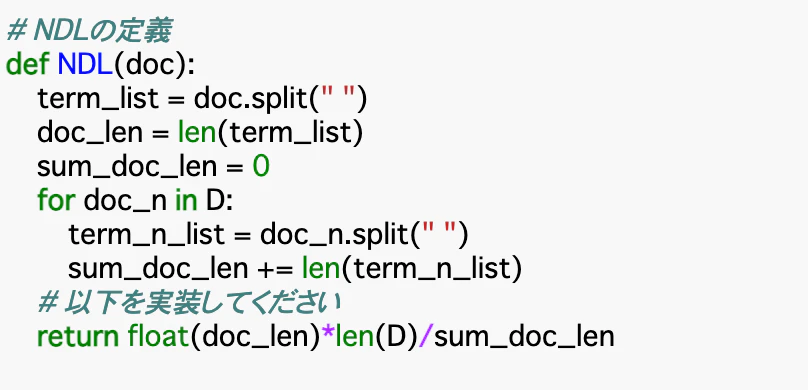 # NDLの定義
def NDL(doc):
    term_list = doc.split(" ")
    doc_len = len(term_list)
    sum_doc_len = 0
    for doc_n in D:
        term_n_list = doc_n.split(" ")
        sum_doc_len += len(term_n_list)
    # 以下を実装してください
    return float(doc_len)*len(D)/sum_doc_len